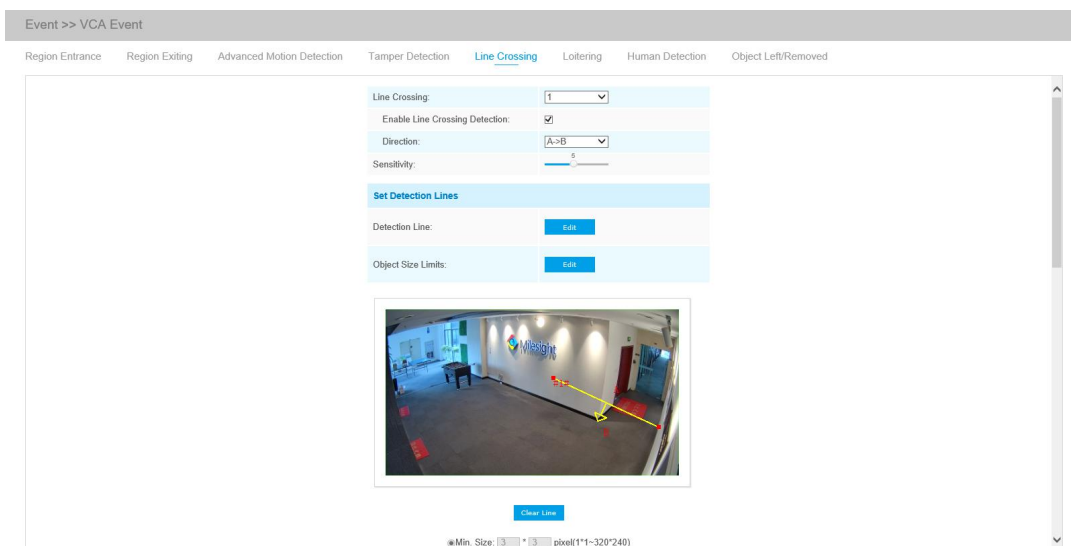 Event >> VCA Event
Region Entrance Region Exiting Advanced Motion Detection Tamper Detection Line Crossing Loitering Human Detection Object Left/Removed
Line Crossing: 1
Enable Line Crossing Detection:
Direction: A->B
Sensitivity: 5
Set Detection Lines
Detection Line: Edit
Object Size Limits: Edit
Milesight
Clear Line
Min. Size: 3 * 3 pixel(1*1~320*240)